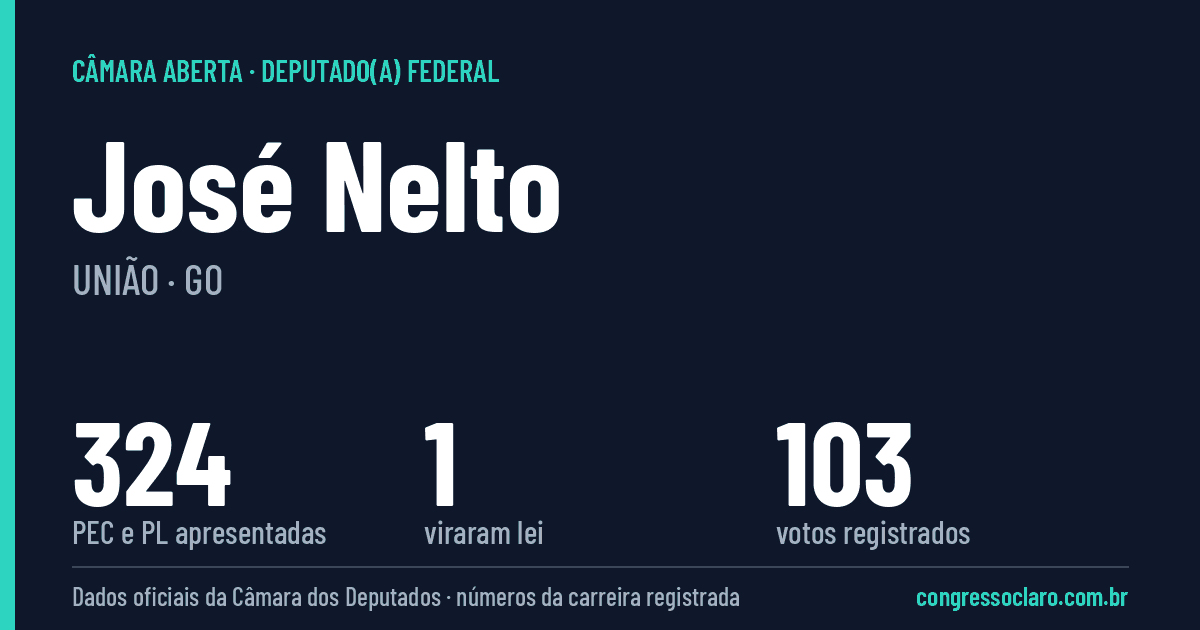 CÂMARA ABERTA · DEPUTADO(A) FEDERAL
José Nelto
UNIÃO · GO
324 1 103
PEC e PL apresentadas viraram lei votos registrados
Dados oficiais da Câmara dos Deputados · números da carreira registrada congressoclaro.com.br